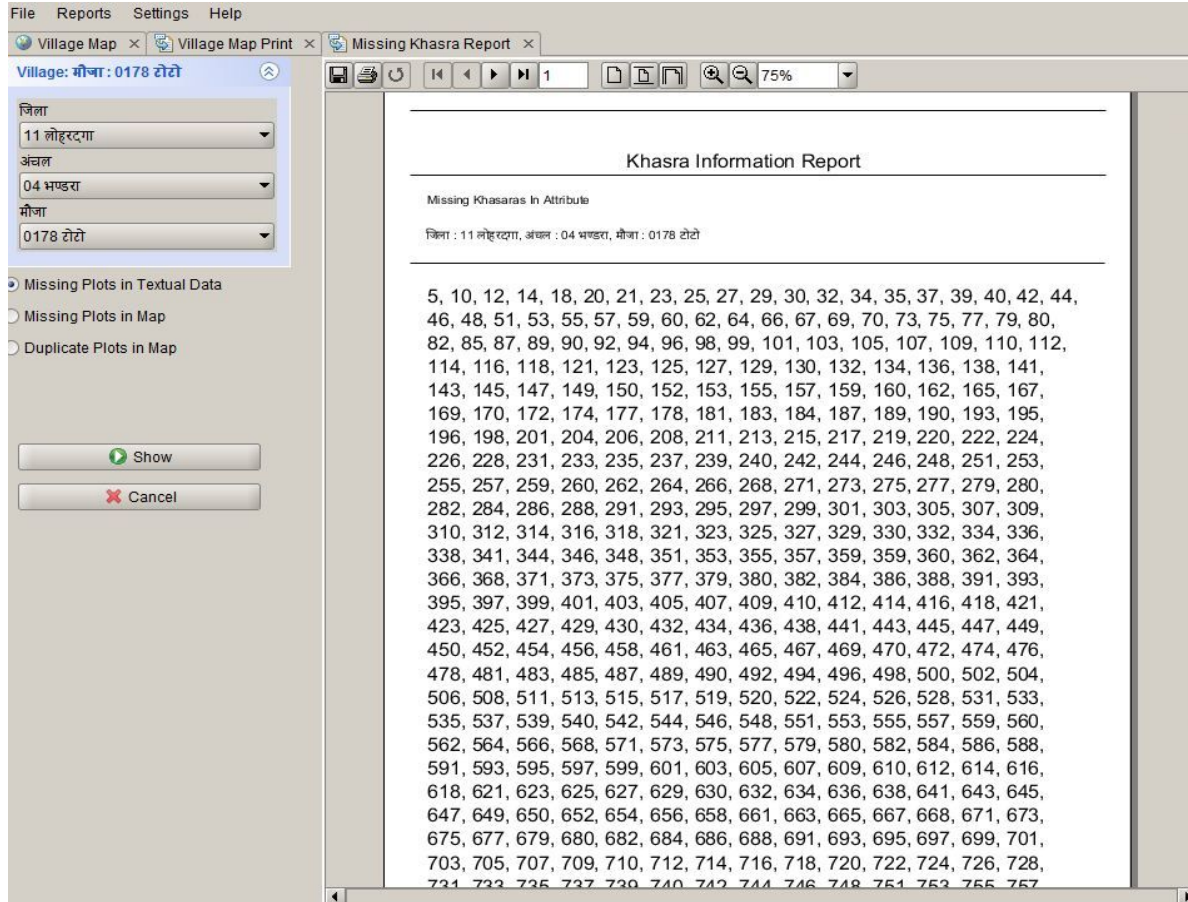 File Reports Settings Help
Village Map × Village Map Print × Missing Khasra Report ×
Village: मौजा : 0178 टोटो
जिला
11 लोहरदगा
अंचल
04 भण्डरा
मौजा
0178 टोटो
Missing Plots in Textual Data
Missing Plots in Map
Duplicate Plots in Map
Show
Cancel
1
75%
Khasra Information Report
Missing Khasaras In Attribute
जिला : 11 लोहरदगा, अंचल : 04 भण्डरा, मौजा : 0178 टोटो
5, 10, 12, 14, 18, 20, 21, 23, 25, 27, 29, 30, 32, 34, 35, 37, 39, 40, 42, 44,
46, 48, 51, 53, 55, 57, 59, 60, 62, 64, 66, 67, 69, 70, 73, 75, 77, 79, 80,
82, 85, 87, 89, 90, 92, 94, 96, 98, 99, 101, 103, 105, 107, 109, 110, 112,
114, 116, 118, 121, 123, 125, 127, 129, 130, 132, 134, 136, 138, 141,
143, 145, 147, 149, 150, 152, 153, 155, 157, 159, 160, 162, 165, 167,
169, 170, 172, 174, 177, 178, 181, 183, 184, 187, 189, 190, 193, 195,
196, 198, 201, 204, 206, 208, 211, 213, 215, 217, 219, 220, 222, 224,
226, 228, 231, 233, 235, 237, 239, 240, 242, 244, 246, 248, 251, 253,
255, 257, 259, 260, 262, 264, 266, 268, 271, 273, 275, 277, 279, 280,
282, 284, 286, 288, 291, 293, 295, 297, 299, 301, 303, 305, 307, 309,
310, 312, 314, 316, 318, 321, 323, 325, 327, 329, 330, 332, 334, 336,
338, 341, 344, 346, 348, 351, 353, 355, 357, 359, 359, 360, 362, 364,
366, 368, 371, 373, 375, 377, 379, 380, 382, 384, 386, 388, 391, 393,
395, 397, 399, 401, 403, 405, 407, 409, 410, 412, 414, 416, 418, 421,
423, 425, 427, 429, 430, 432, 434, 436, 438, 441, 443, 445, 447, 449,
450, 452, 454, 456, 458, 461, 463, 465, 467, 469, 470, 472, 474, 476,
478, 481, 483, 485, 487, 489, 490, 492, 494, 496, 498, 500, 502, 504,
506, 508, 511, 513, 515, 517, 519, 520, 522, 524, 526, 528, 531, 533,
535, 537, 539, 540, 542, 544, 546, 548, 551, 553, 555, 557, 559, 560,
562, 564, 566, 568, 571, 573, 575, 577, 579, 580, 582, 584, 586, 588,
591, 593, 595, 597, 599, 601, 603, 605, 607, 609, 610, 612, 614, 616,
618, 621, 623, 625, 627, 629, 630, 632, 634, 636, 638, 641, 643, 645,
647, 649, 650, 652, 654, 656, 658, 661, 663, 665, 667, 668, 671, 673,
675, 677, 679, 680, 682, 684, 686, 688, 691, 693, 695, 697, 699, 701,
703, 705, 707, 709, 710, 712, 714, 716, 718, 720, 722, 724, 726, 728,
731, 733, 735, 737, 739, 740, 742, 744, 746, 748, 751, 753, 755, 757